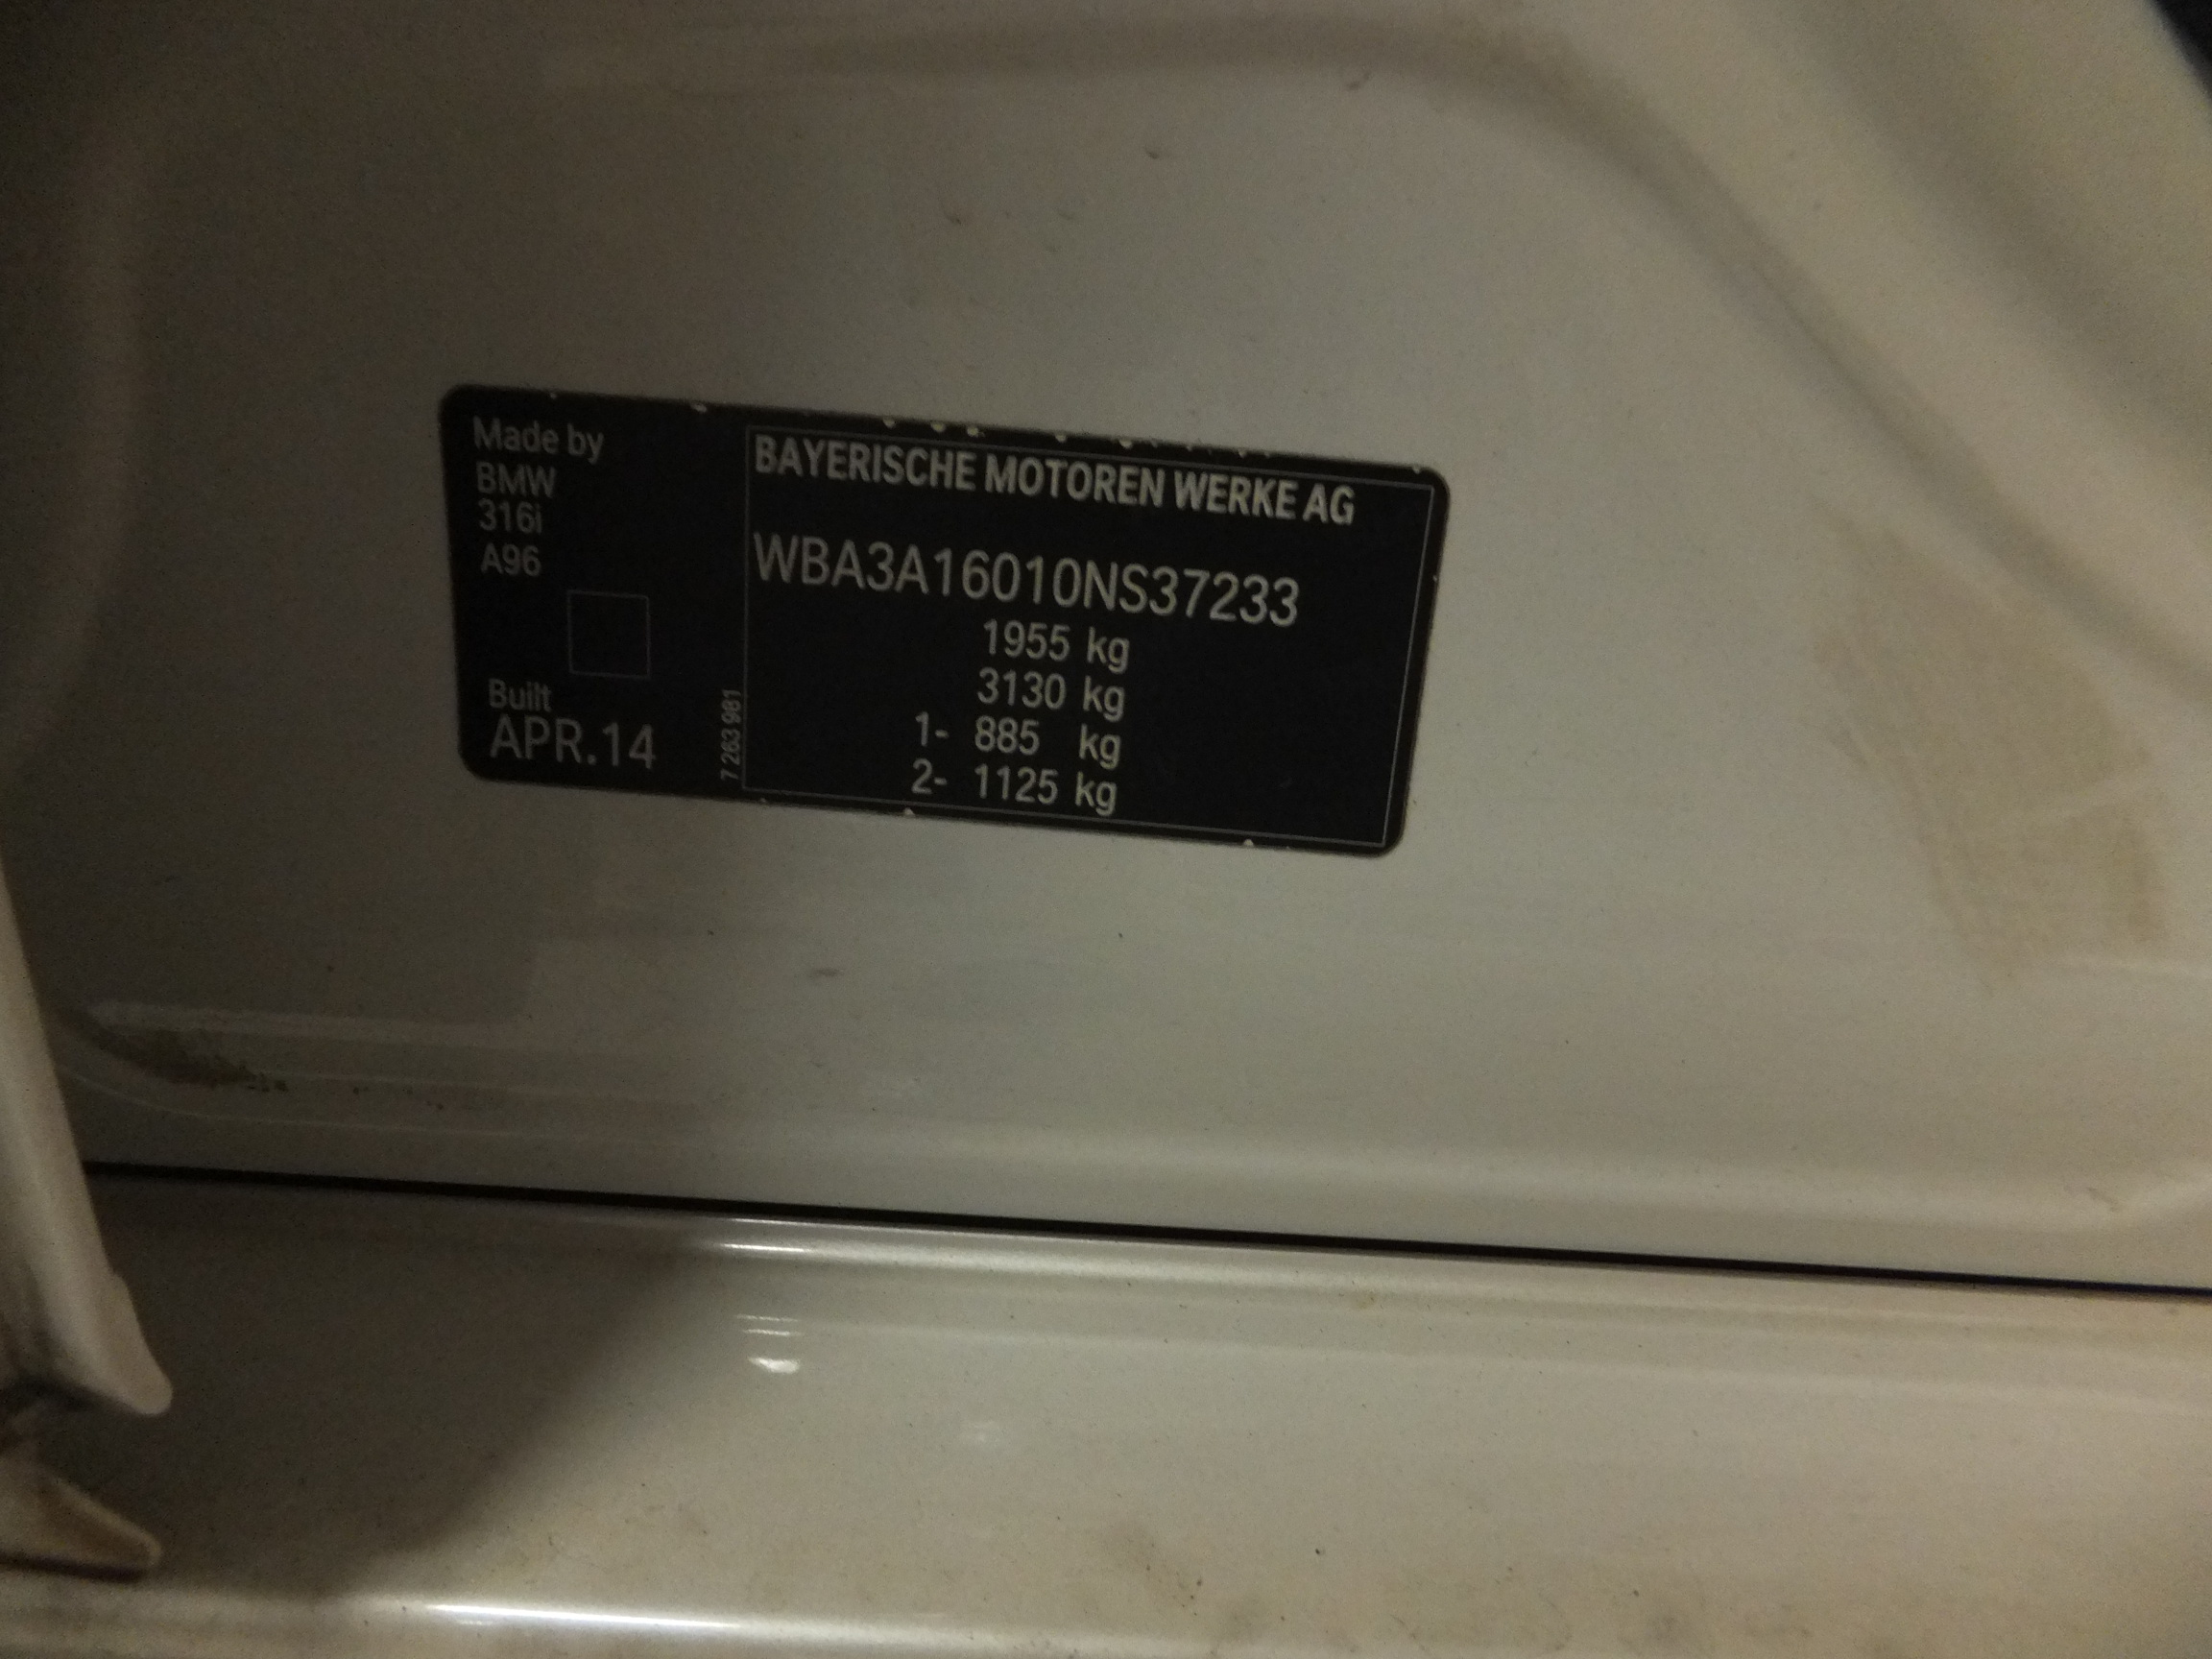 Made by
BMW
316i
A96
Built
APR.14
7 263 981
BAYERISCHE MOTOREN WERKE AG
WBA3A16010NS37233
1955 kg
3130 kg
1- 885 kg
2- 1125 kg